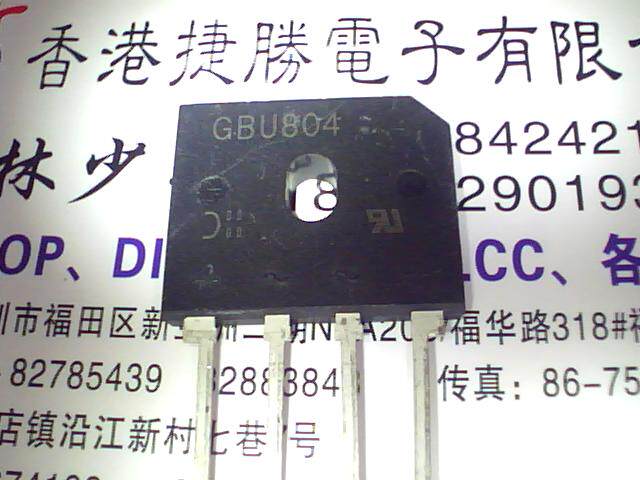 香港捷勝電子有限
GBU804
林少
842421
8
290193
OP、DI
LCC、各
圳市福田区新
福华路318#福
82785439
传真：86-75
店镇沿江新村七巷
号